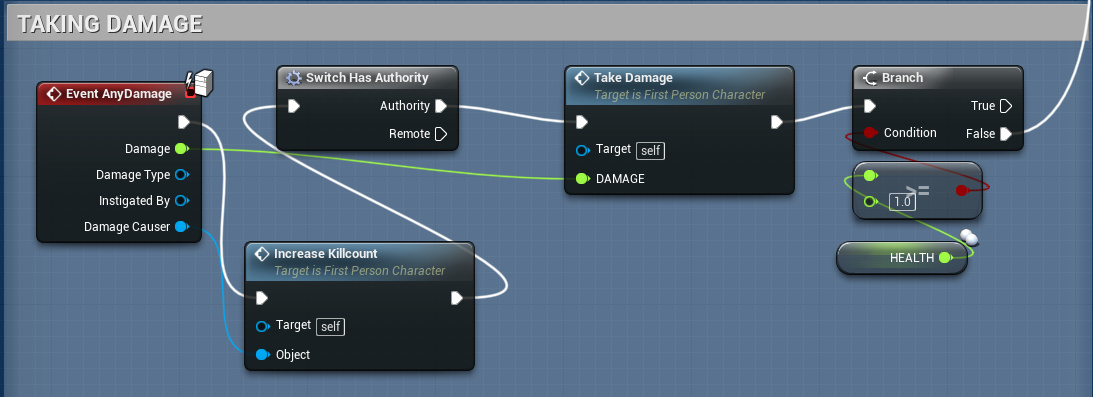 TAKING DAMAGE
Event AnyDamage
Damage
Damage Type
Instigated By
Damage Causer
Switch Has Authority
Authority
Remote
Take Damage
Target is First Person Character
Target self
DAMAGE
Branch
True
Condition
False
>=
1.0
HEALTH
Increase Killcount
Target is First Person Character
Target self
Object